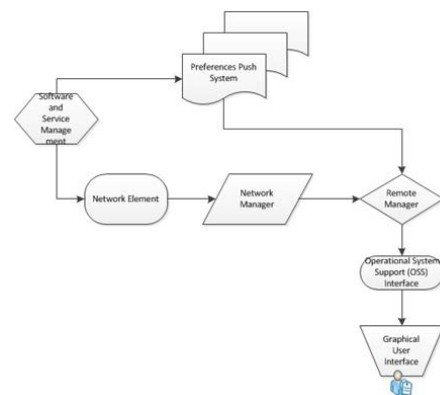 Preferences Push
System
Software
and
Service
Manage
ment
Network Element
Network
Manager
Remote
Manager
Operational System
Support (OSS)
Interface
Graphical
User
Interface